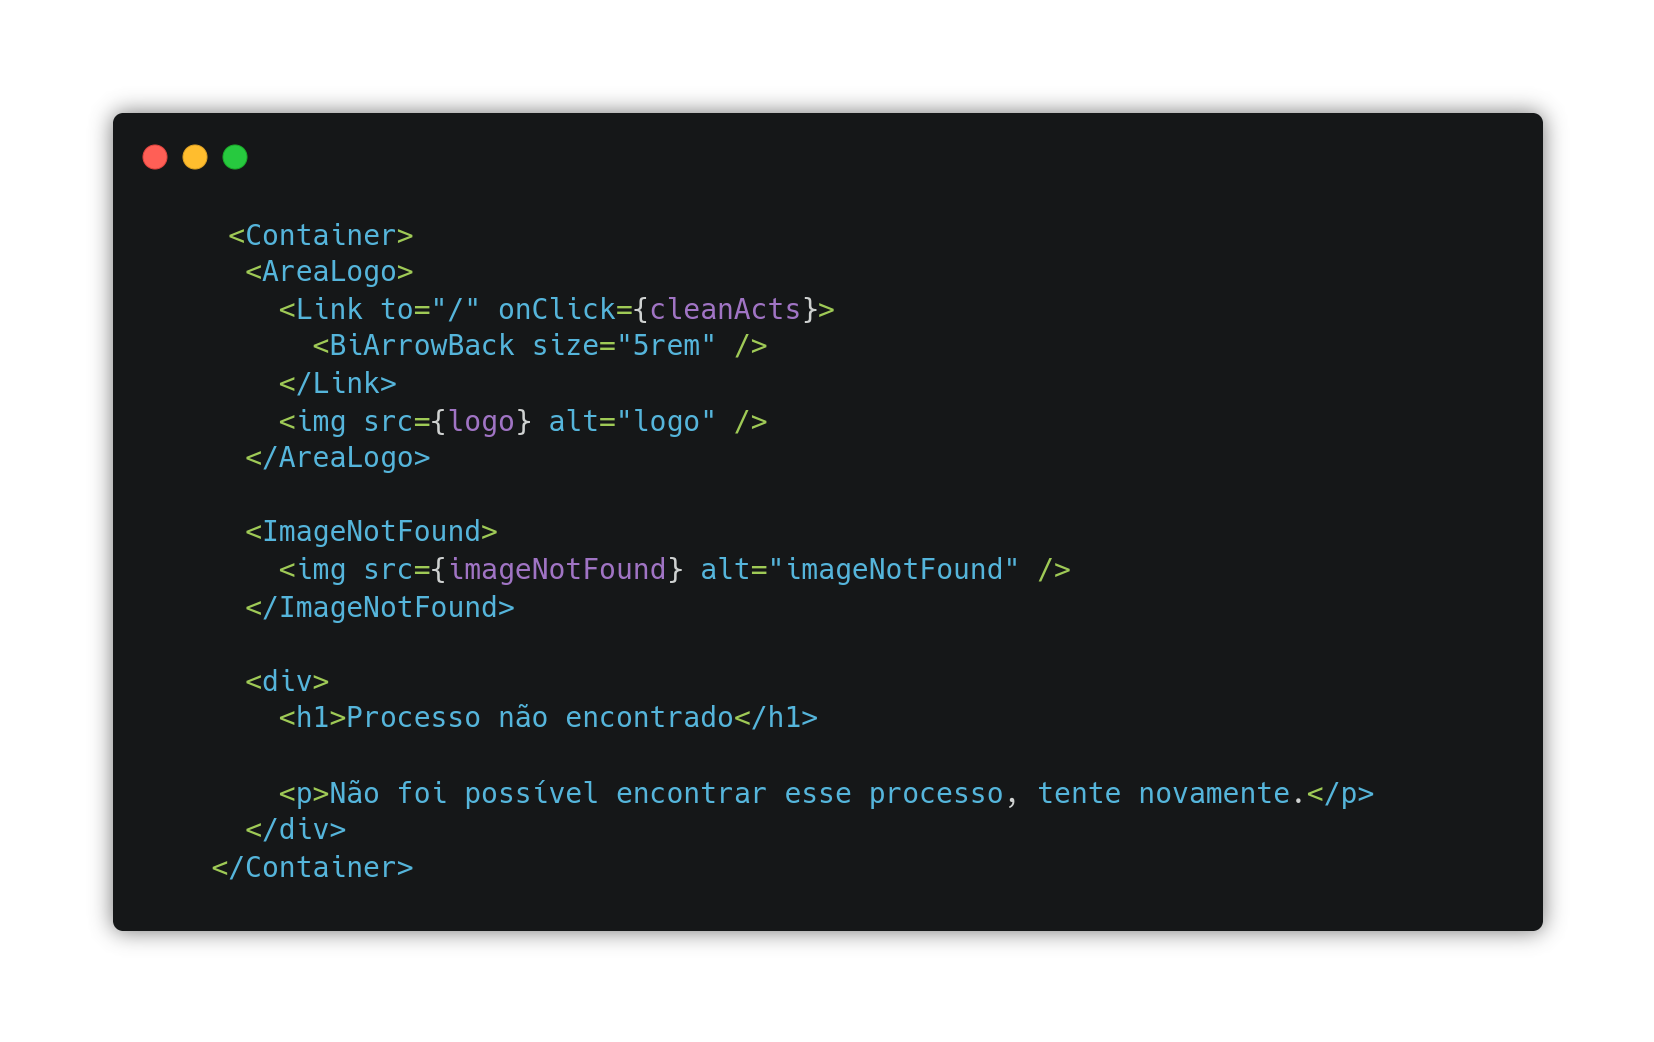 <Container>
<AreaLogo>
<Link to="/" onClick={cleanActs}>
<BiArrowBack size="5rem" />
</Link>
<img src={logo} alt="logo" />
</AreaLogo>
<ImageNotFound>
<img src={imageNotFound} alt="imageNotFound" />
</ImageNotFound>
<div>
<h1>Processo não encontrado</h1>
<p>Não foi possível encontrar esse processo, tente novamente.</p>
</div>
</Container>